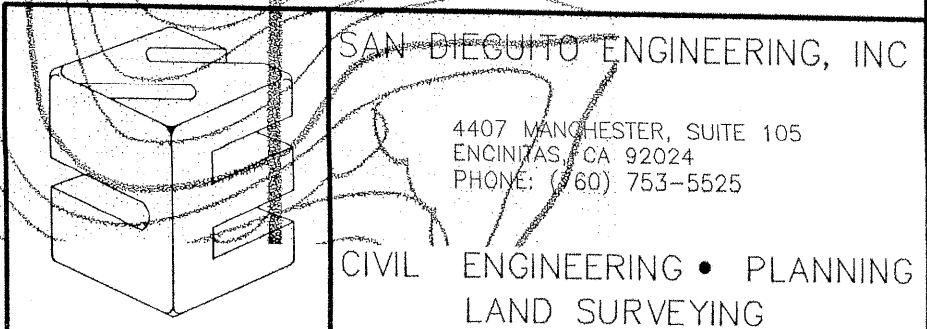 SAN DIEGUITO ENGINEERING, INC
4407 MANCHESTER, SUITE 105
ENCINITAS, CA 92024
PHONE: (760) 753-5525
CIVIL ENGINEERING • PLANNING
LAND SURVEYING